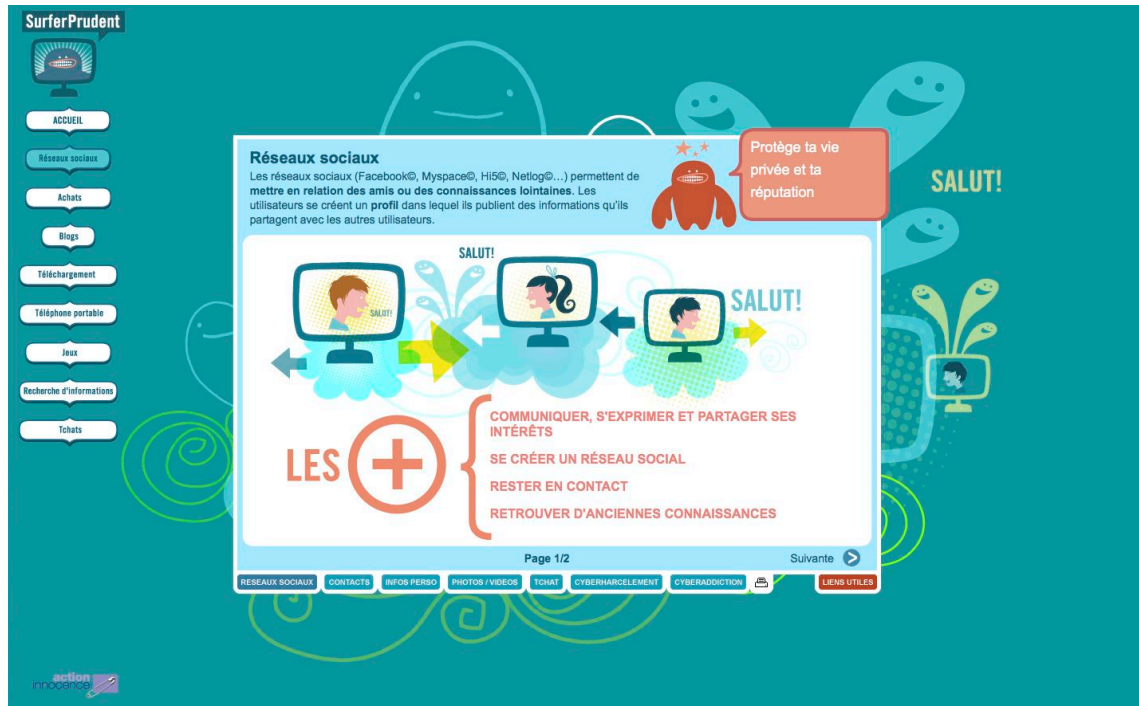 SurferPrudent
ACCUEIL
Réseaux sociaux
Achats
Blogs
Téléchargement
Téléphone portable
Jeux
Recherche d'informations
Tchats
action
innocence
Réseaux sociaux
Les réseaux sociaux (Facebook©, Myspace©, Hi5©, Netlog©...) permettent de
mettre en relation des amis ou des connaissances lointaines. Les
utilisateurs se créent un profil dans lequel ils publient des informations qu'ils
partagent avec les autres utilisateurs.
Protège ta vie
privée et ta
réputation
SALUT!
SALUT!
SALUT!
SALUT!
LES +
COMMUNIQUER, S'EXPRIMER ET PARTAGER SES
INTÉRÊTS
SE CRÉER UN RÉSEAU SOCIAL
RESTER EN CONTACT
RETROUVER D'ANCIENNES CONNAISSANCES
Page 1/2
Suivante
RESEAUX SOCIAUX
CONTACTS
INFOS PERSO
PHOTOS / VIDEOS
TCHAT
CYBERHARCELEMENT
CYBERADDICTION
LIENS UTILES